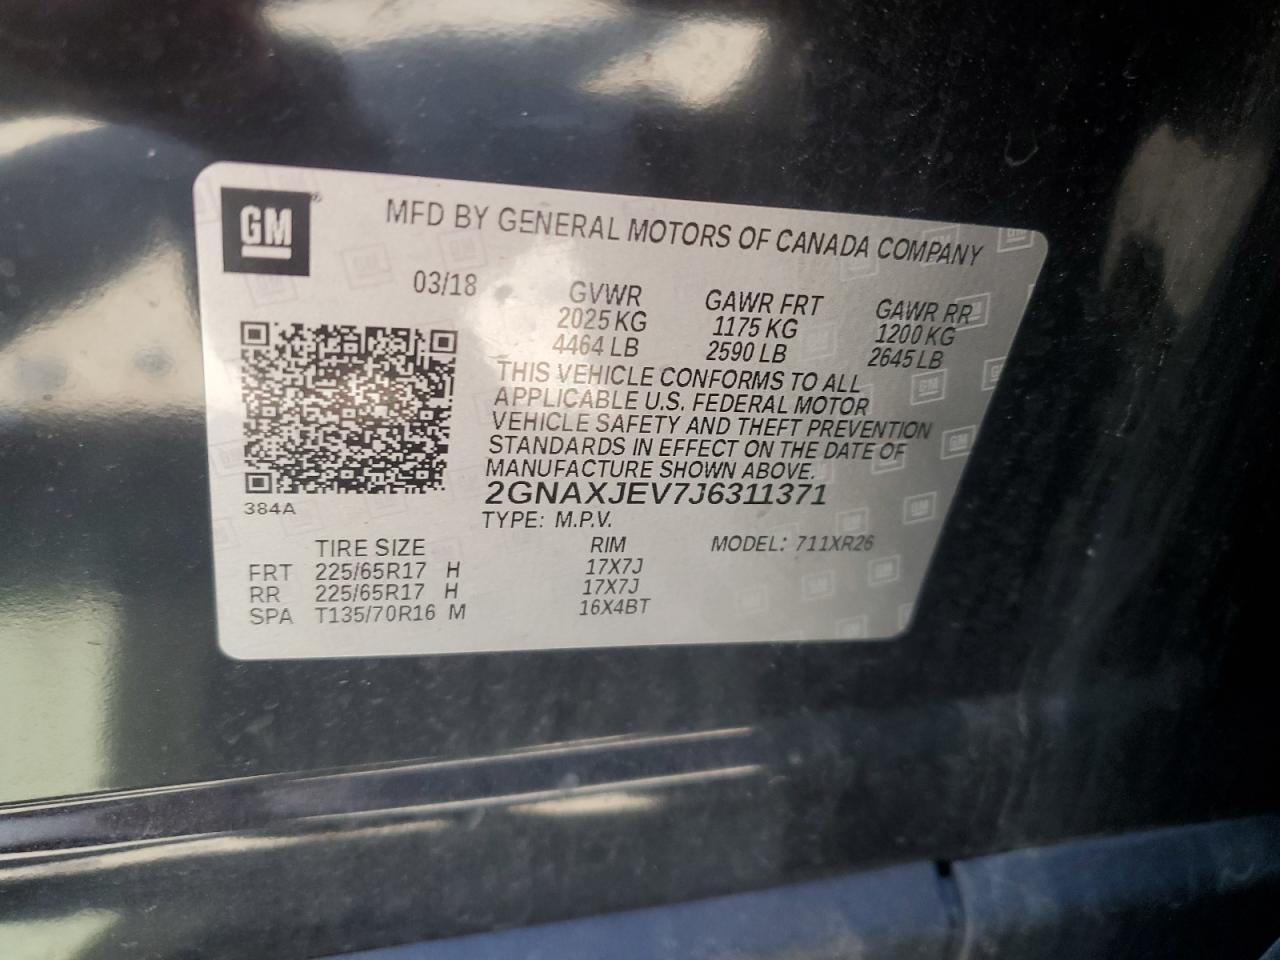 GM
MFD BY GENERAL MOTORS OF CANADA COMPANY
03/18 GVWR GAWR FRT GAWR RR
2025 KG 1175 KG 1200 KG
4464 LB 2590 LB 2645 LB
THIS VEHICLE CONFORMS TO ALL
APPLICABLE U.S. FEDERAL MOTOR
VEHICLE SAFETY AND THEFT PREVENTION
STANDARDS IN EFFECT ON THE DATE OF
MANUFACTURE SHOWN ABOVE.
2GNAXJEV7J6311371
384A
TYPE: M.P.V.
TIRE SIZE RIM MODEL: 711XR26
FRT 225/65R17 H 17X7J
RR 225/65R17 H 17X7J
SPA T135/70R16 M 16X4BT